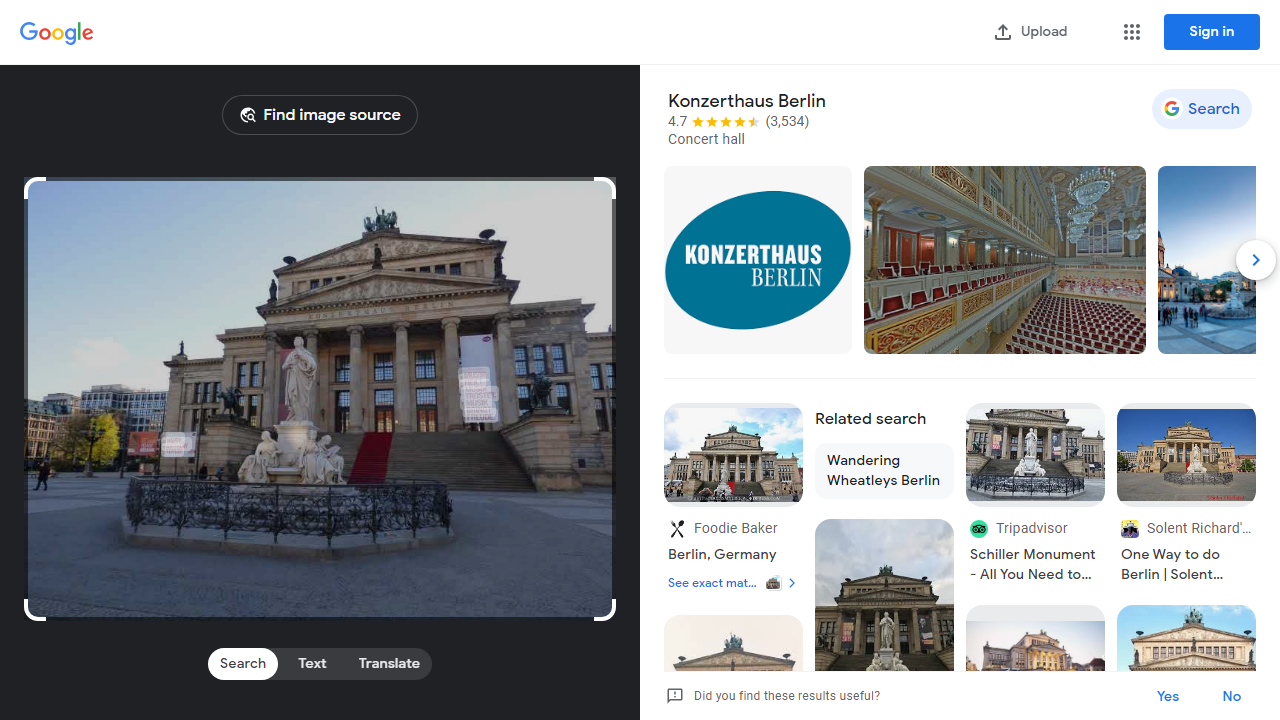 Google
Upload
Sign in
Find image source
Search
Text
Translate
Konzerthaus Berlin
4.7
(3,534)
Concert hall
Search
KONZERTHAUS
BERLIN
Foodie Baker
Berlin, Germany
See exact mat...
Related search
Wandering
Wheatleys Berlin
Tripadvisor
Schiller Monument
- All You Need to...
Solent Richard'...
One Way to do
Berlin | Solent...
Did you find these results useful?
Yes
No